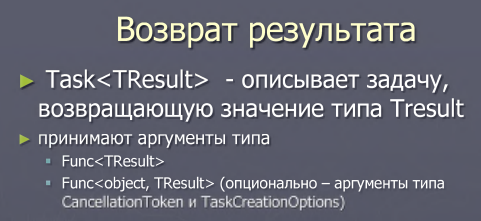 Возврат результата
Task<TResult> - описывает задачу,
возвращающую значение типа Tresult
принимают аргументы типа
Func<TResult>
Func<object, TResult> (опционально – аргументы типа
CancellationToken и TaskCreationOptions)